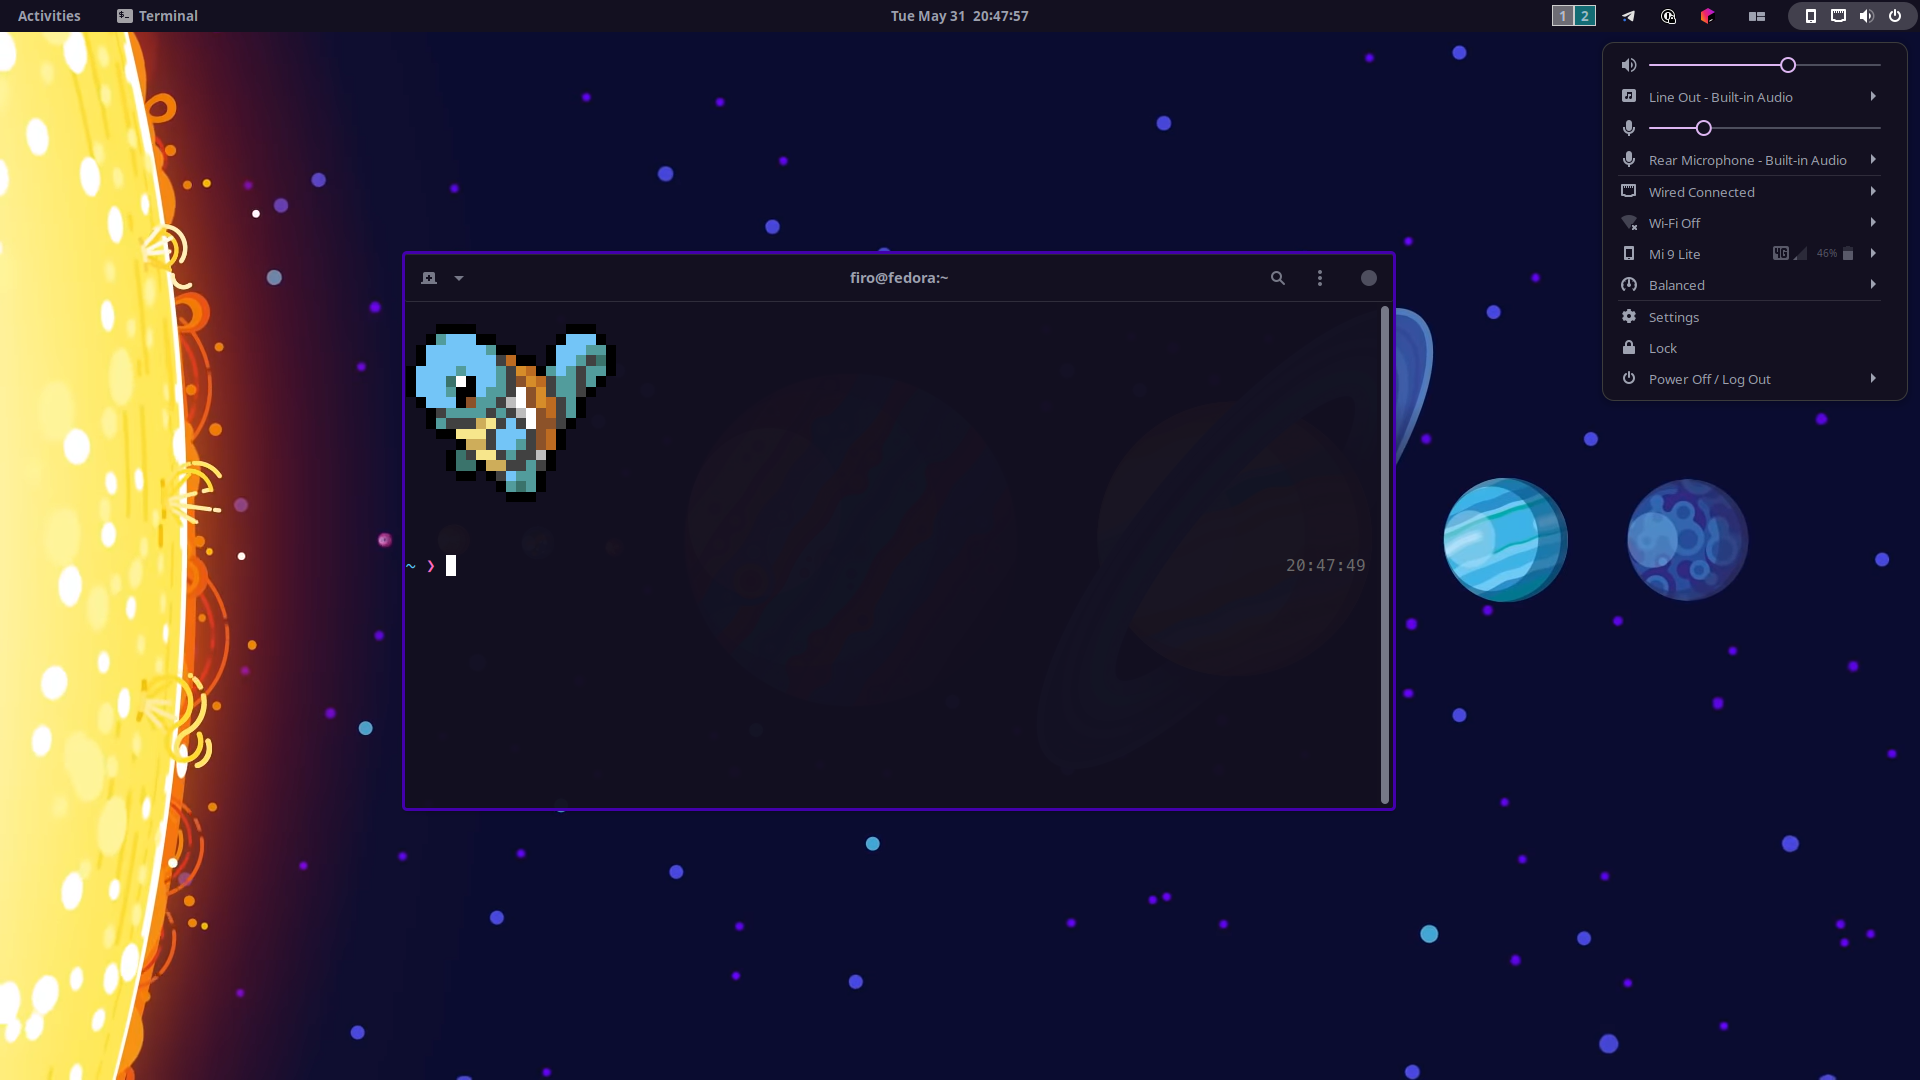 Activities Terminal Tue May 31 20:47:57 1 2
Line Out - Built-in Audio
Rear Microphone - Built-in Audio
Wired Connected
Wi-Fi Off
Mi 9 Lite 4G 46%
Balanced
Settings
Lock
Power Off / Log Out
firo@fedora:~
~ ❯ 20:47:49